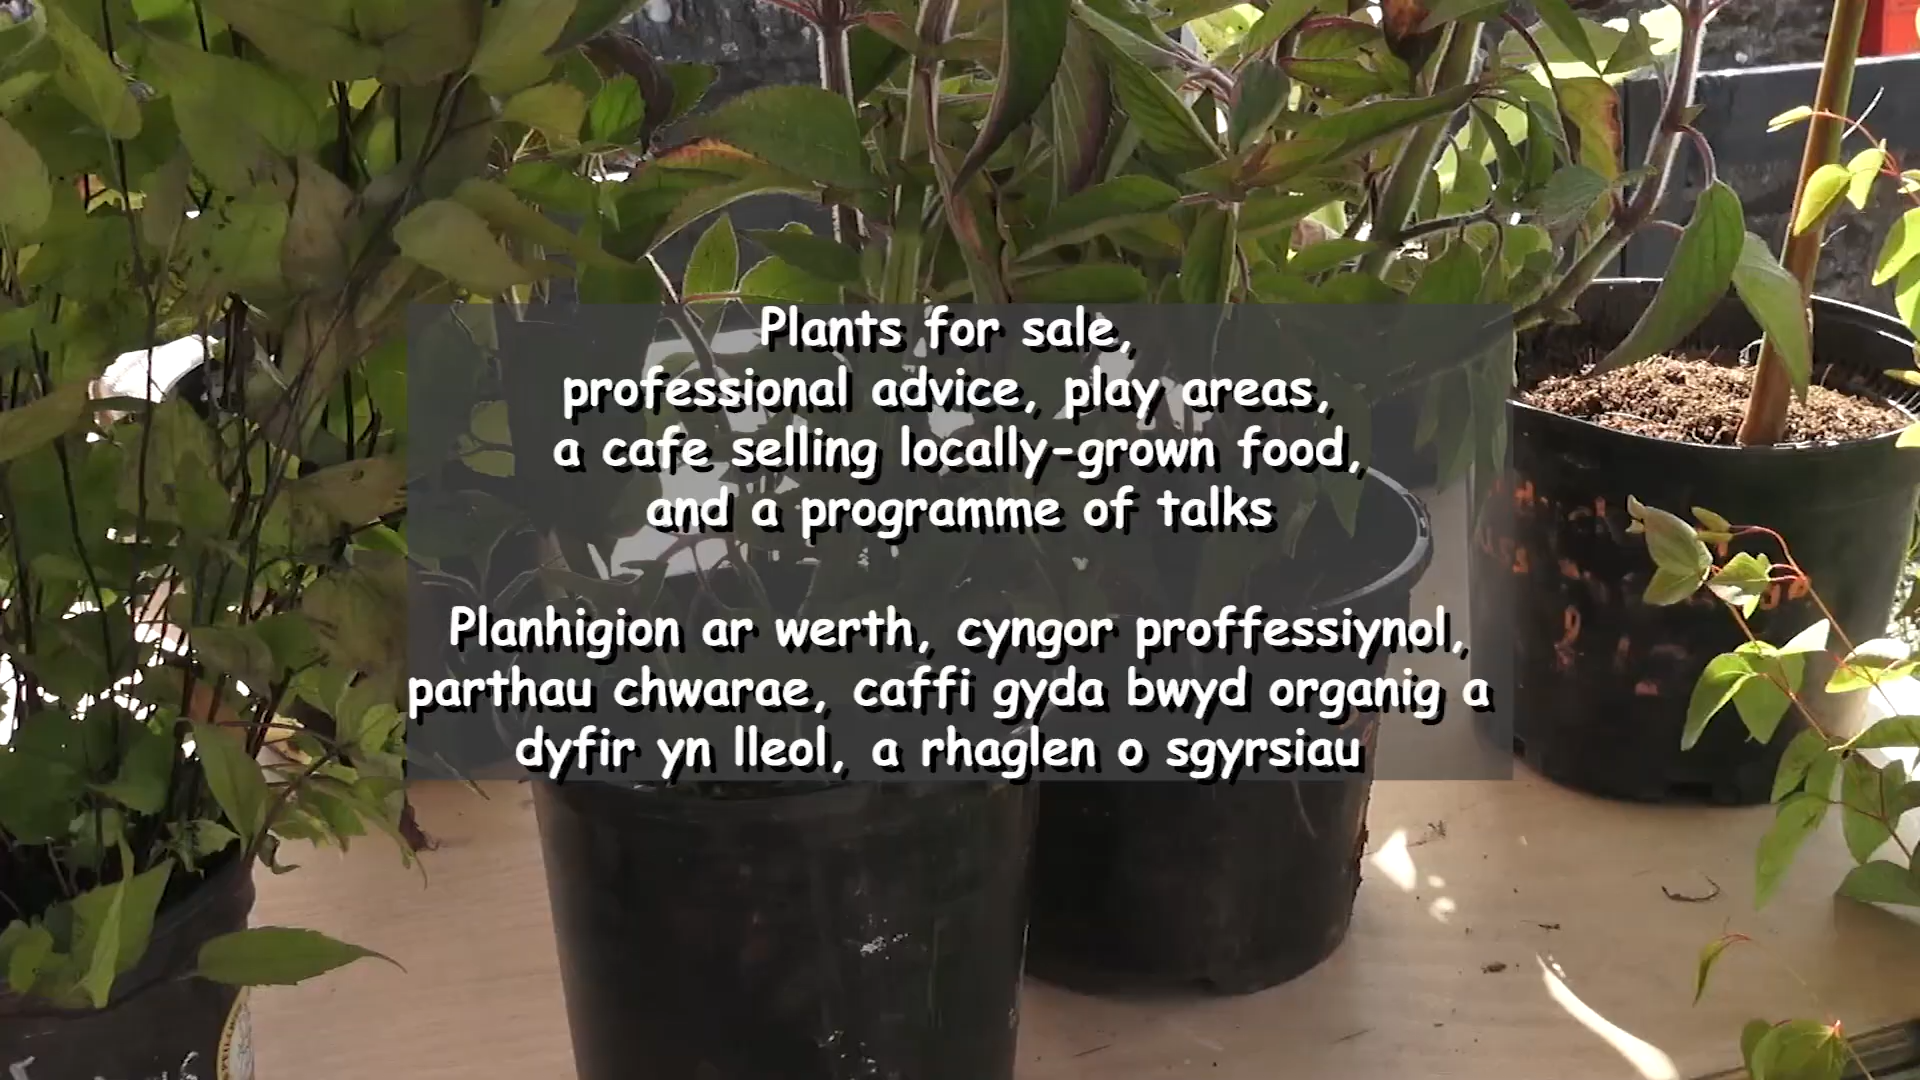 Plants for sale,
professional advice, play areas,
a cafe selling locally-grown food,
and a programme of talks
Planhigion ar werth, cyngor proffessiynol,
parthau chwarae, caffi gyda bwyd organig a
dyfir yn lleol, a rhaglen o sgyrsiau